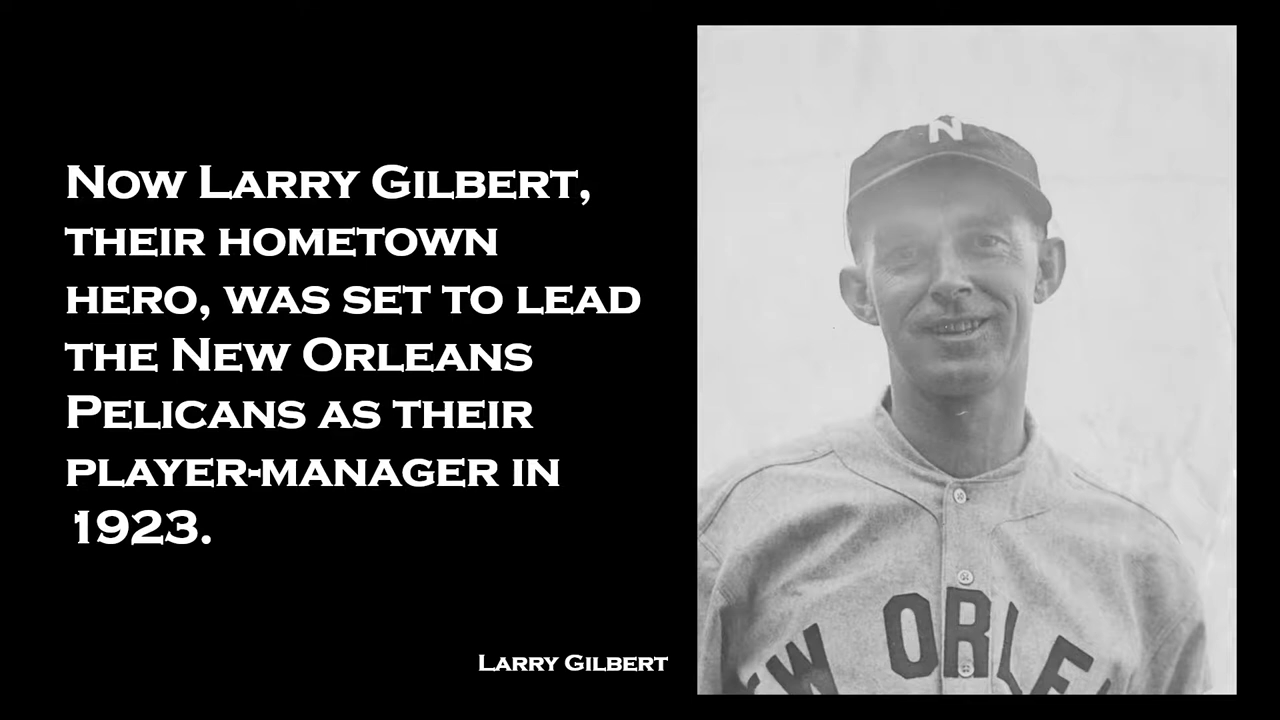 Now Larry Gilbert,
their hometown
hero, was set to lead
the New Orleans
Pelicans as their
player-manager in
1923.
Larry Gilbert
N
EW ORLE